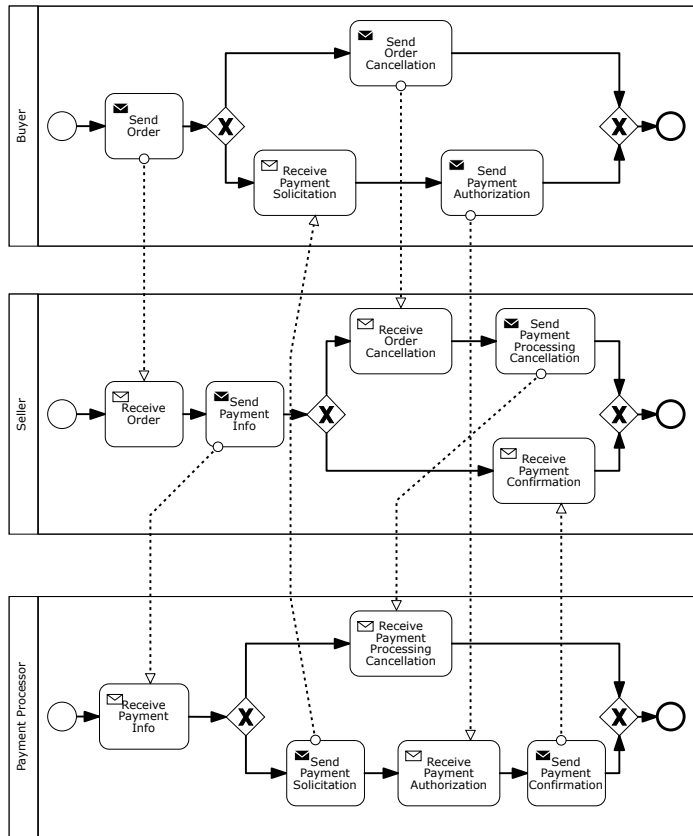 Buyer
Send
Order
Cancellation
Send
Order
Receive
Payment
Solicitation
Send
Payment
Authorization
Seller
Receive
Order
Cancellation
Send
Payment
Processing
Cancellation
Receive
Order
Send
Payment
Info
Receive
Payment
Confirmation
Payment Processor
Receive
Payment
Processing
Cancellation
Receive
Payment
Info
Send
Payment
Solicitation
Receive
Payment
Authorization
Send
Payment
Confirmation